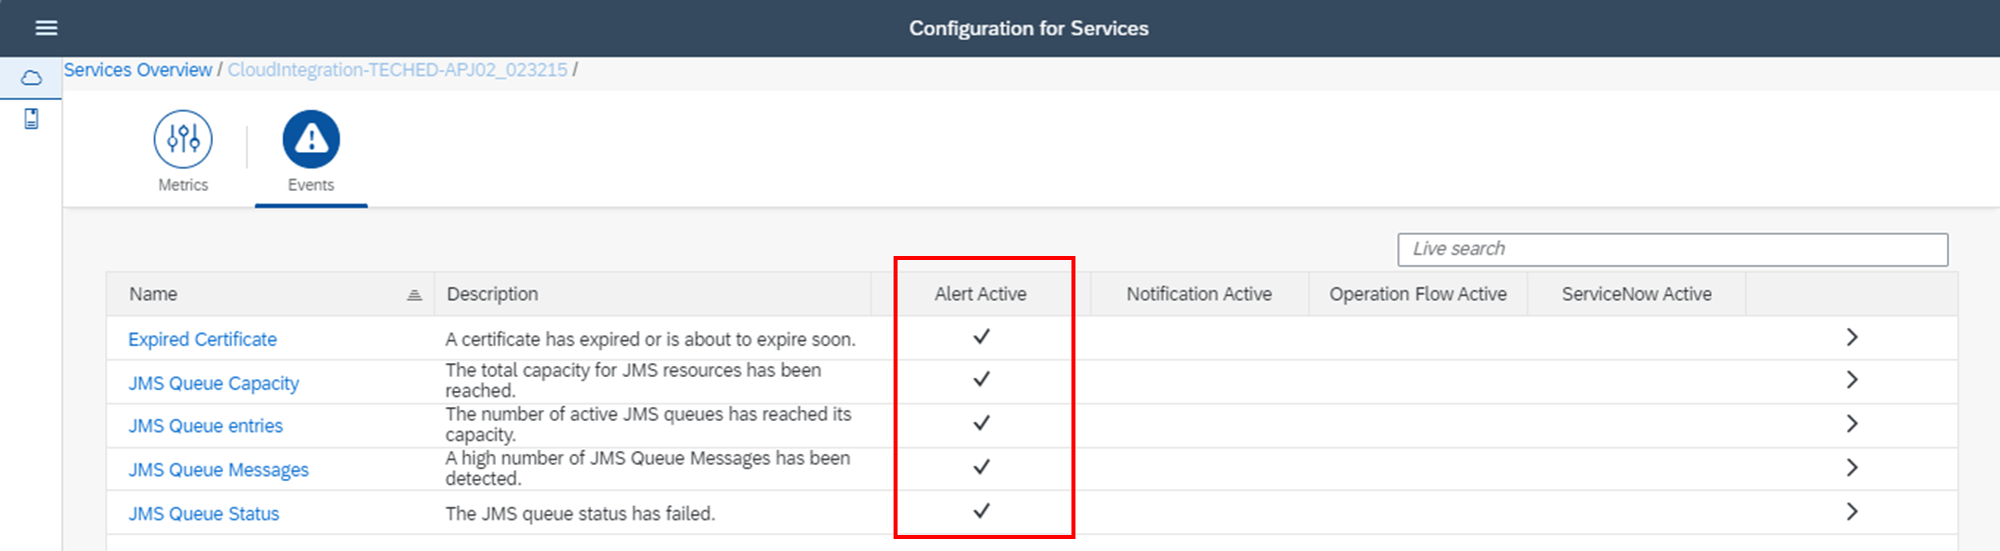 Configuration for Services
Services Overview / CloudIntegration-TECHED-APJ02_023215 /
Metrics
Events
Live search
Name Description Alert Active Notification Active Operation Flow Active ServiceNow Active
Expired Certificate A certificate has expired or is about to expire soon.
JMS Queue Capacity The total capacity for JMS resources has been
reached.
JMS Queue entries The number of active JMS queues has reached its
capacity.
JMS Queue Messages A high number of JMS Queue Messages has been
detected.
JMS Queue Status The JMS queue status has failed.